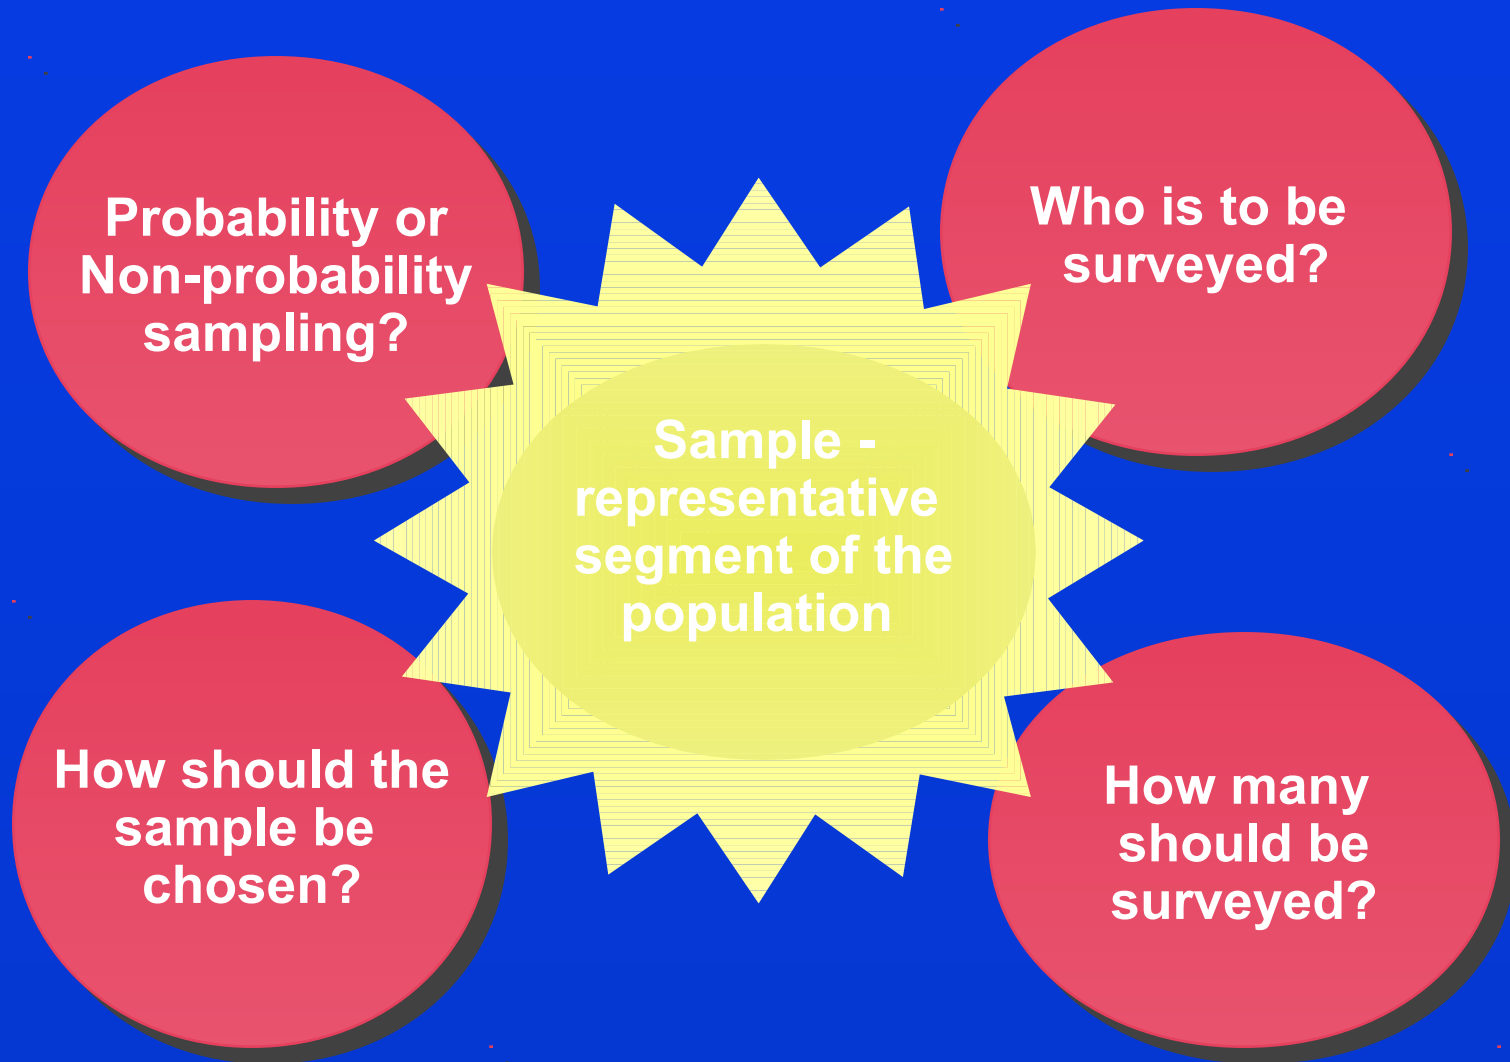 Probability or
Non-probability
sampling?
Who is to be
surveyed?
Sample -
representative
segment of the
population
How should the
sample be
chosen?
How many
should be
surveyed?